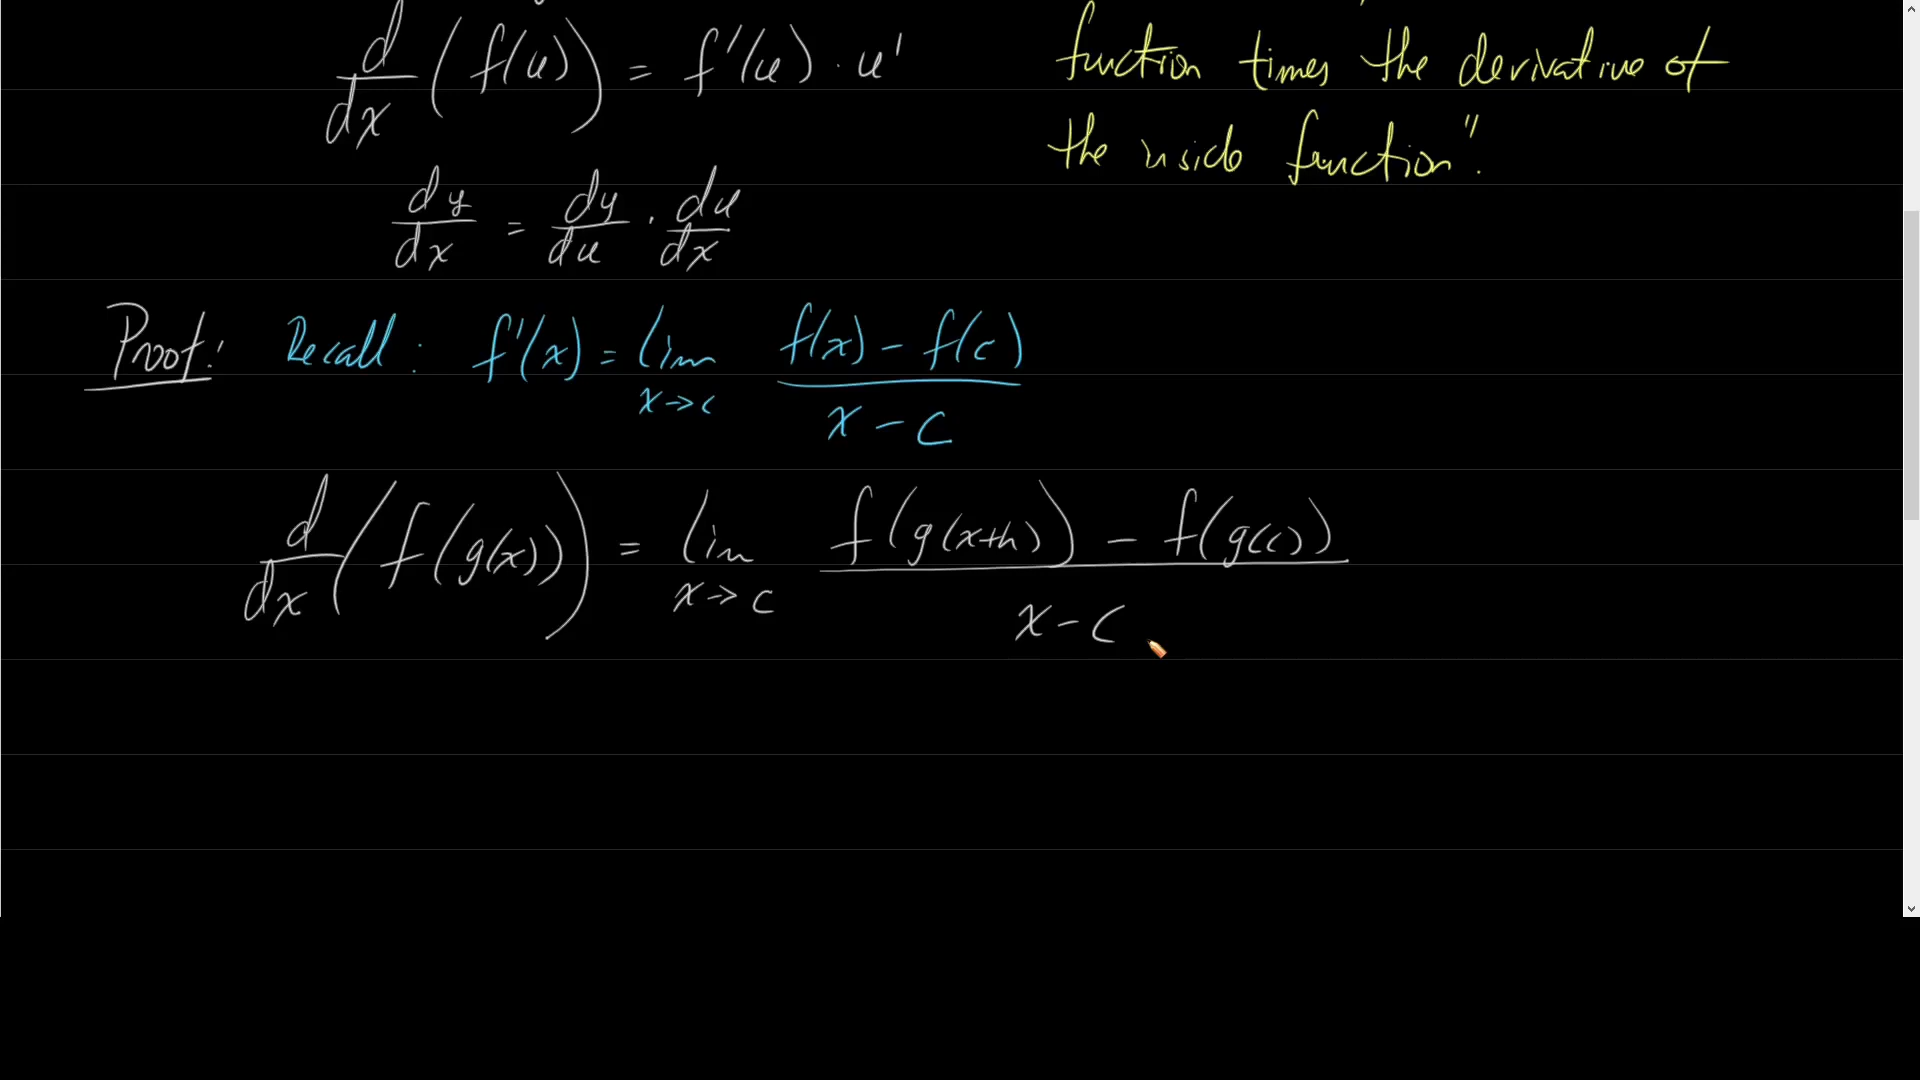 d/dx (f(u)) = f'(u) · u'
function times the derivative of
the inside function".
dy/dx = dy/du · du/dx
Proof: Recall: f'(x) = lim x→c (f(x) - f(c))/(x - c)
d/dx (f(g(x))) = lim x→c (f(g(x+h)) - f(g(c)))/(x - c)